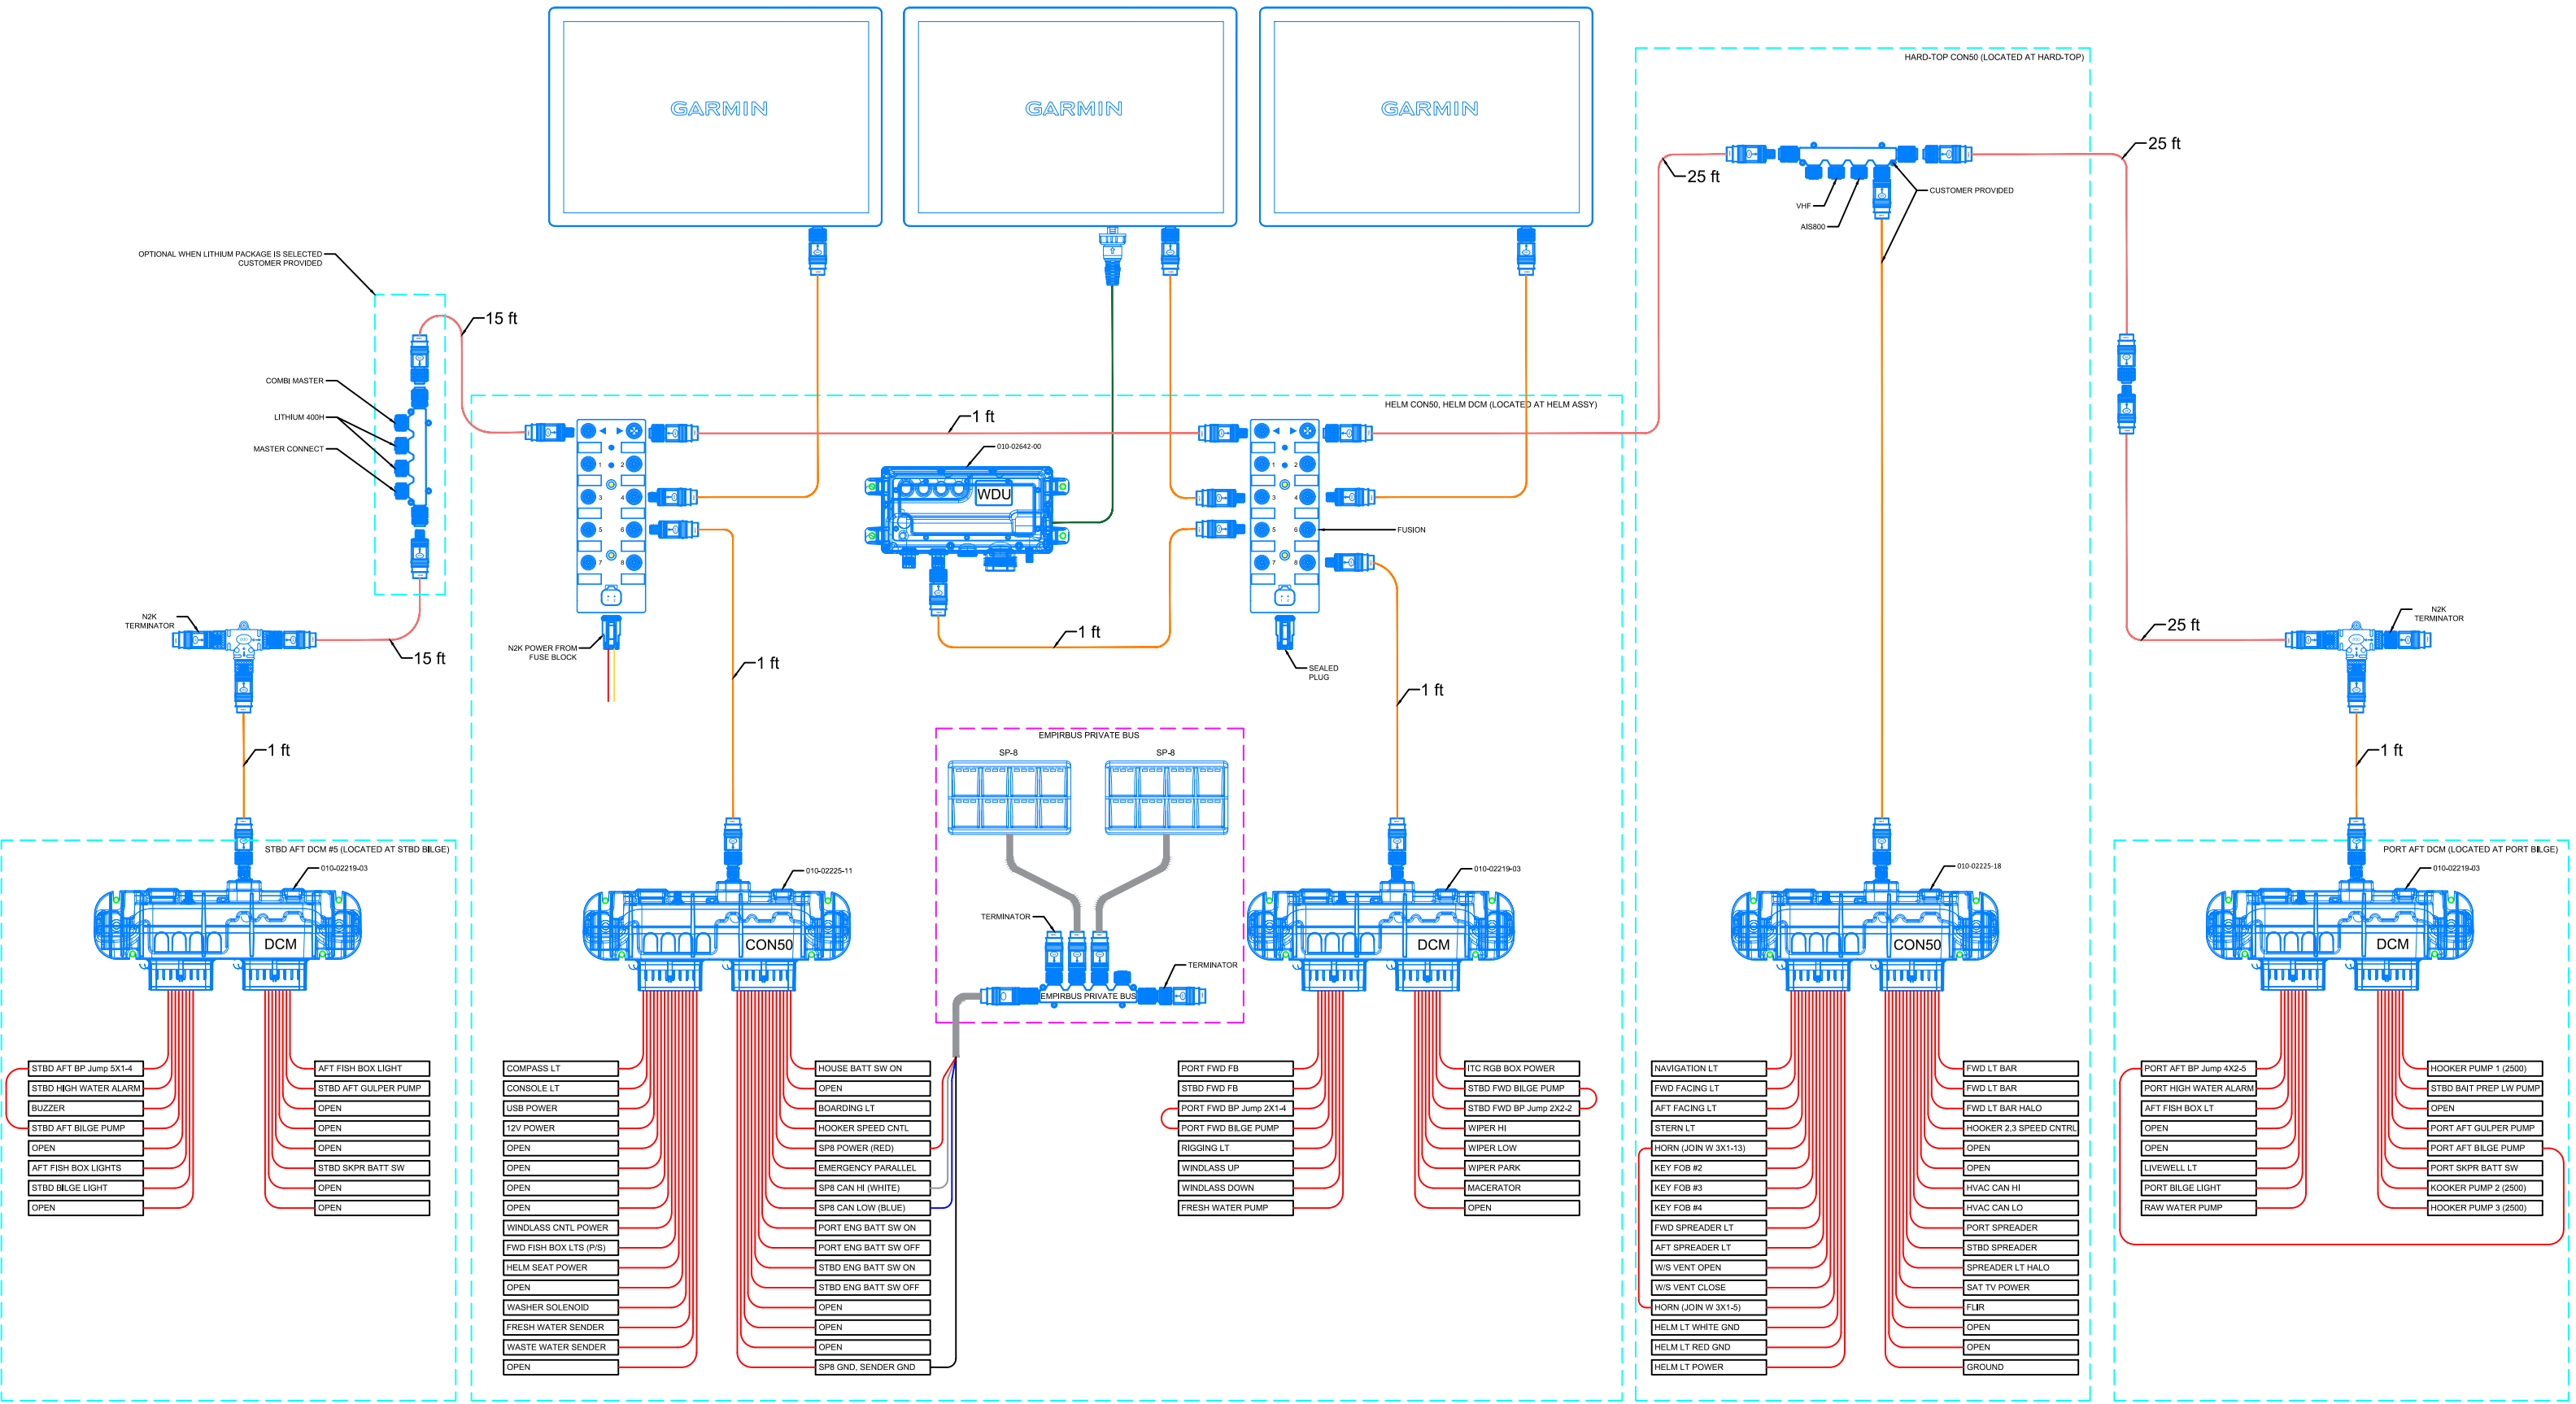 GARMIN
GARMIN
GARMIN
HARD-TOP CON50 (LOCATED AT HARD-TOP)
25 ft
25 ft
CUSTOMER PROVIDED
VHF
AIS800
OPTIONAL WHEN LITHIUM PACKAGE IS SELECTED
CUSTOMER PROVIDED
15 ft
COMBI MASTER
LITHIUM 400H
MASTER CONNECT
HELM CON50, HELM DCM (LOCATED AT HELM ASSY)
1 ft
010-02642-00
WDU
1 2
3 4
5 6
7 8
1 2
3 4
5 6
7 8
FUSION
N2K
TERMINATOR
15 ft
N2K POWER FROM
FUSE BLOCK
1 ft
SEALED
PLUG
1 ft
1 ft
25 ft
N2K
TERMINATOR
1 ft
1 ft
EMPIRBUS PRIVATE BUS
SP-8
SP-8
TERMINATOR
TERMINATOR
EMPIRBUS PRIVATE BUS
STBD AFT DCM #5 (LOCATED AT STBD BILGE)
010-02219-03
DCM
STBD AFT BP Jump 5X1-4
STBD HIGH WATER ALARM
BUZZER
STBD AFT BILGE PUMP
OPEN
AFT FISH BOX LIGHTS
STBD BILGE LIGHT
OPEN
AFT FISH BOX LIGHT
STBD AFT GULPER PUMP
OPEN
OPEN
OPEN
STBD SKPR BATT SW
OPEN
OPEN
010-02225-11
CON50
COMPASS LT
CONSOLE LT
USB POWER
12V POWER
OPEN
OPEN
OPEN
OPEN
WINDLASS CNTL POWER
FWD FISH BOX LTS (P/S)
HELM SEAT POWER
OPEN
WASHER SOLENOID
FRESH WATER SENDER
WASTE WATER SENDER
OPEN
HOUSE BATT SW ON
OPEN
BOARDING LT
HOOKER SPEED CNTL
SP8 POWER (RED)
EMERGENCY PARALLEL
SP8 CAN HI (WHITE)
SP8 CAN LOW (BLUE)
PORT ENG BATT SW ON
PORT ENG BATT SW OFF
STBD ENG BATT SW ON
STBD ENG BATT SW OFF
OPEN
OPEN
OPEN
SP8 GND, SENDER GND
010-02219-03
DCM
PORT FWD FB
STBD FWD FB
PORT FWD BP Jump 2X1-4
PORT FWD BILGE PUMP
RIGGING LT
WINDLASS UP
WINDLASS DOWN
FRESH WATER PUMP
ITC RGB BOX POWER
STBD FWD BILGE PUMP
STBD FWD BP Jump 2X2-2
WIPER HI
WIPER LOW
WIPER PARK
MACERATOR
OPEN
010-02225-18
CON50
NAVIGATION LT
FWD FACING LT
AFT FACING LT
STERN LT
HORN (JOIN W 3X1-13)
KEY FOB #2
KEY FOB #3
KEY FOB #4
FWD SPREADER LT
AFT SPREADER LT
W/S VENT OPEN
W/S VENT CLOSE
HORN (JOIN W 3X1-5)
HELM LT WHITE GND
HELM LT RED GND
HELM LT POWER
FWD LT BAR
FWD LT BAR
FWD LT BAR HALO
HOOKER 2,3 SPEED CNTRL
OPEN
OPEN
HVAC CAN HI
HVAC CAN LO
PORT SPREADER
STBD SPREADER
SPREADER LT HALO
SAT TV POWER
FLIR
OPEN
OPEN
GROUND
PORT AFT DCM (LOCATED AT PORT BILGE)
010-02219-03
DCM
PORT AFT BP Jump 4X2-5
PORT HIGH WATER ALARM
AFT FISH BOX LT
OPEN
OPEN
LIVEWELL LT
PORT BILGE LIGHT
RAW WATER PUMP
HOOKER PUMP 1 (2500)
STBD BAIT PREP LW PUMP
OPEN
PORT AFT GULPER PUMP
PORT AFT BILGE PUMP
PORT SKPR BATT SW
KOOKER PUMP 2 (2500)
HOOKER PUMP 3 (2500)
1 ft